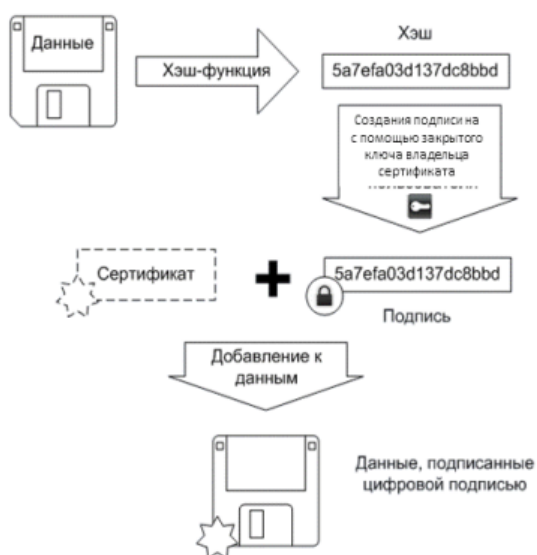 Данные
Хэш-функция
Хэш
5a7efa03d137dc8bbd
Создания подписи на
с помощью закрытого
ключа владельца
сертификата
Сертификат
5a7efa03d137dc8bbd
Подпись
Добавление к
данным
Данные, подписанные
цифровой подписью